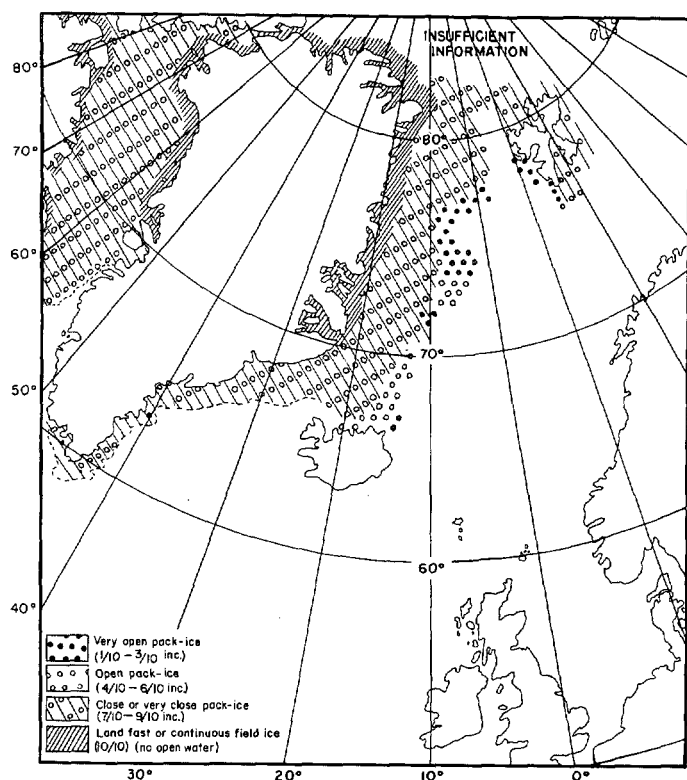 INSUFFICIENT
INFORMATION
80°
80°
70°
60°
70°
50°
60°
40°
Very open pack-ice
(1/10 – 3/10 inc.)
Open pack-ice
(4/10 – 6/10 inc.)
Close or very close pack-ice
(7/10 – 9/10 inc.)
Land fast or continuous field ice
(10/10) (no open water)
30°
20°
10°
0°